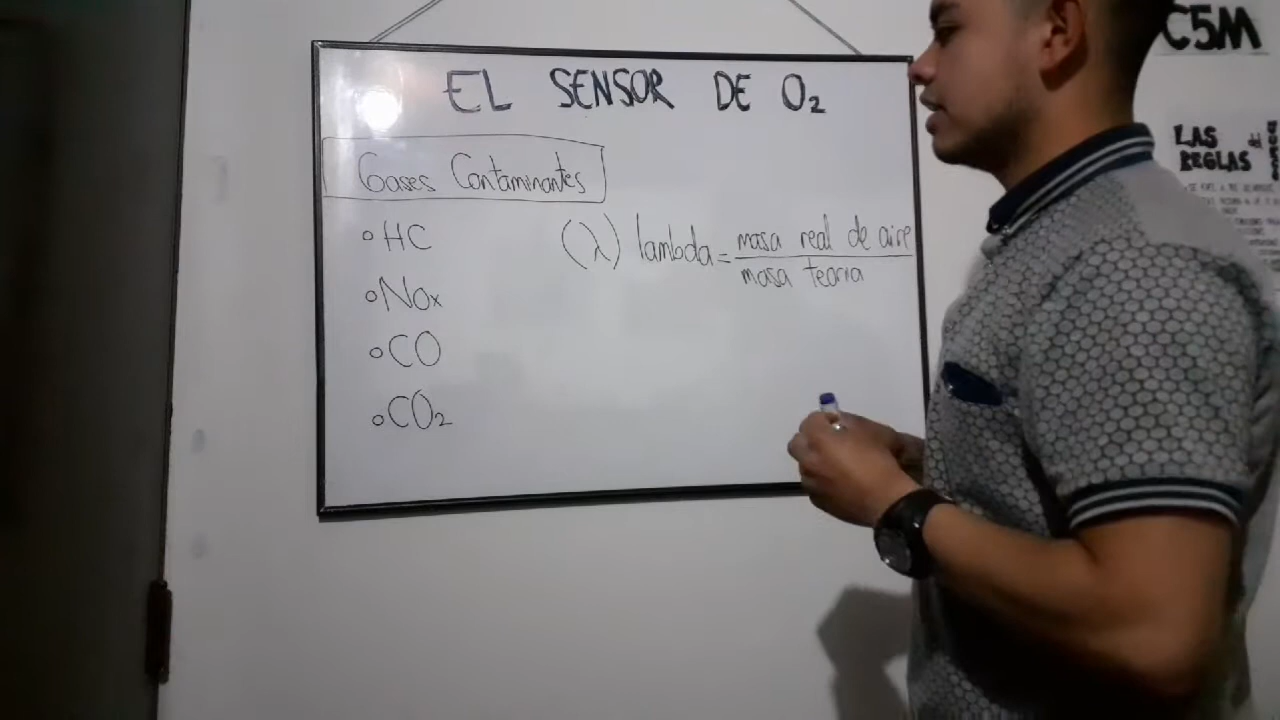 EL SENSOR DE O2
Gases Contaminantes
◦HC
◦NOx
◦CO
◦CO2
(λ) lambda = masa real de aire
masa teoria
C5M
LAS
REGLAS del